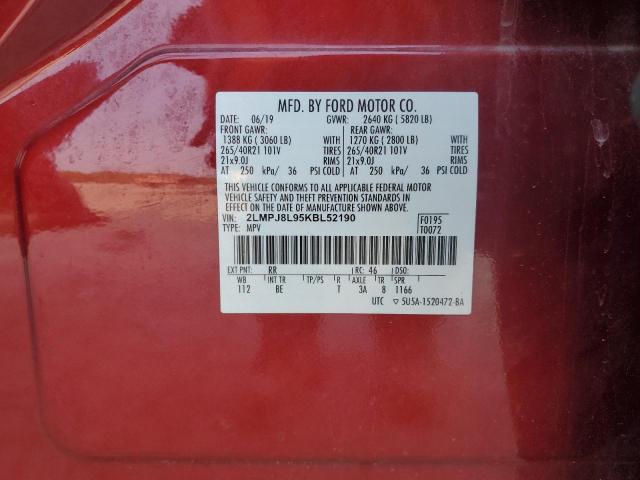 MFD. BY FORD MOTOR CO.
DATE: 06/19 GVWR: 2640 KG ( 5820 LB)
FRONT GAWR: REAR GAWR:
1388 KG ( 3060 LB) WITH 1270 KG ( 2800 LB) WITH
265/40R21 101V TIRES 265/40R21 101V TIRES
21x9.0J RIMS 21x9.0J RIMS
AT 250 kPa/ 36 PSI COLD AT 250 kPa/ 36 PSI COLD
THIS VEHICLE CONFORMS TO ALL APPLICABLE FEDERAL MOTOR
VEHICLE SAFETY AND THEFT PREVENTION STANDARDS IN
EFFECT ON THE DATE OF MANUFACTURE SHOWN ABOVE.
VIN: 2LMPJ8L95KBL52190 F0195
TYPE: MPV T0072
EXT PNT: RR RC: 46 DSO:
WB INT TR TP/PS R AXLE TR SPR
112 BE T 3A 8 1166
UTC ▽ 5U5A-1520472-BA